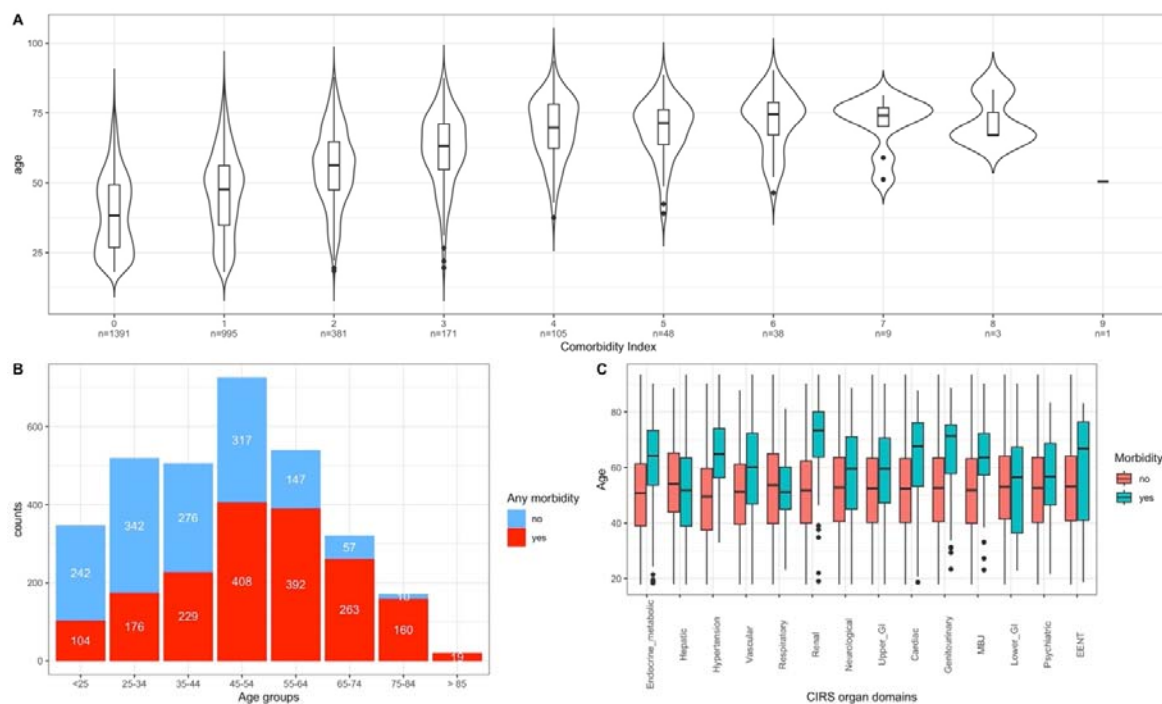 A
100
75
50
25
age
0 1 2 3 4 5 6 7 8 9
n=1391 n=995 n=381 n=171 n=105 n=48 n=38 n=9 n=3 n=1
Comorbidity Index
B
600
400
200
0
counts
242 342 276 317 147 57 10
104 176 229 408 392 263 160 19
<25 25-34 35-44 45-54 55-64 65-74 75-84 > 85
Age groups
Any morbidity
no
yes
C
80
60
40
20
Age
Endocrine_metabolic
Hepatic
Hypertension
Vascular
Respiratory
Renal
Neurological
Upper_GI
Cardiac
Genitourinary
MBJ
Lower_GI
Psychiatric
EENT
CIRS organ domains
Morbidity
no
yes